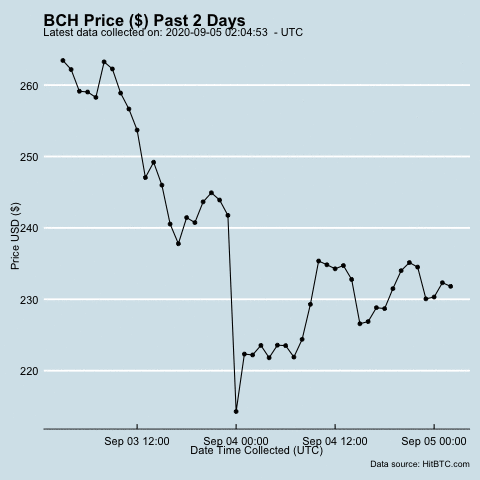 BCH Price ($) Past 2 Days
Latest data collected on: 2020-09-05 02:04:53  - UTC
260
250
240
230
220
Price USD ($)
Sep 03 12:00
Sep 04 00:00
Sep 04 12:00
Sep 05 00:00
Date Time Collected (UTC)
Data source: HitBTC.com